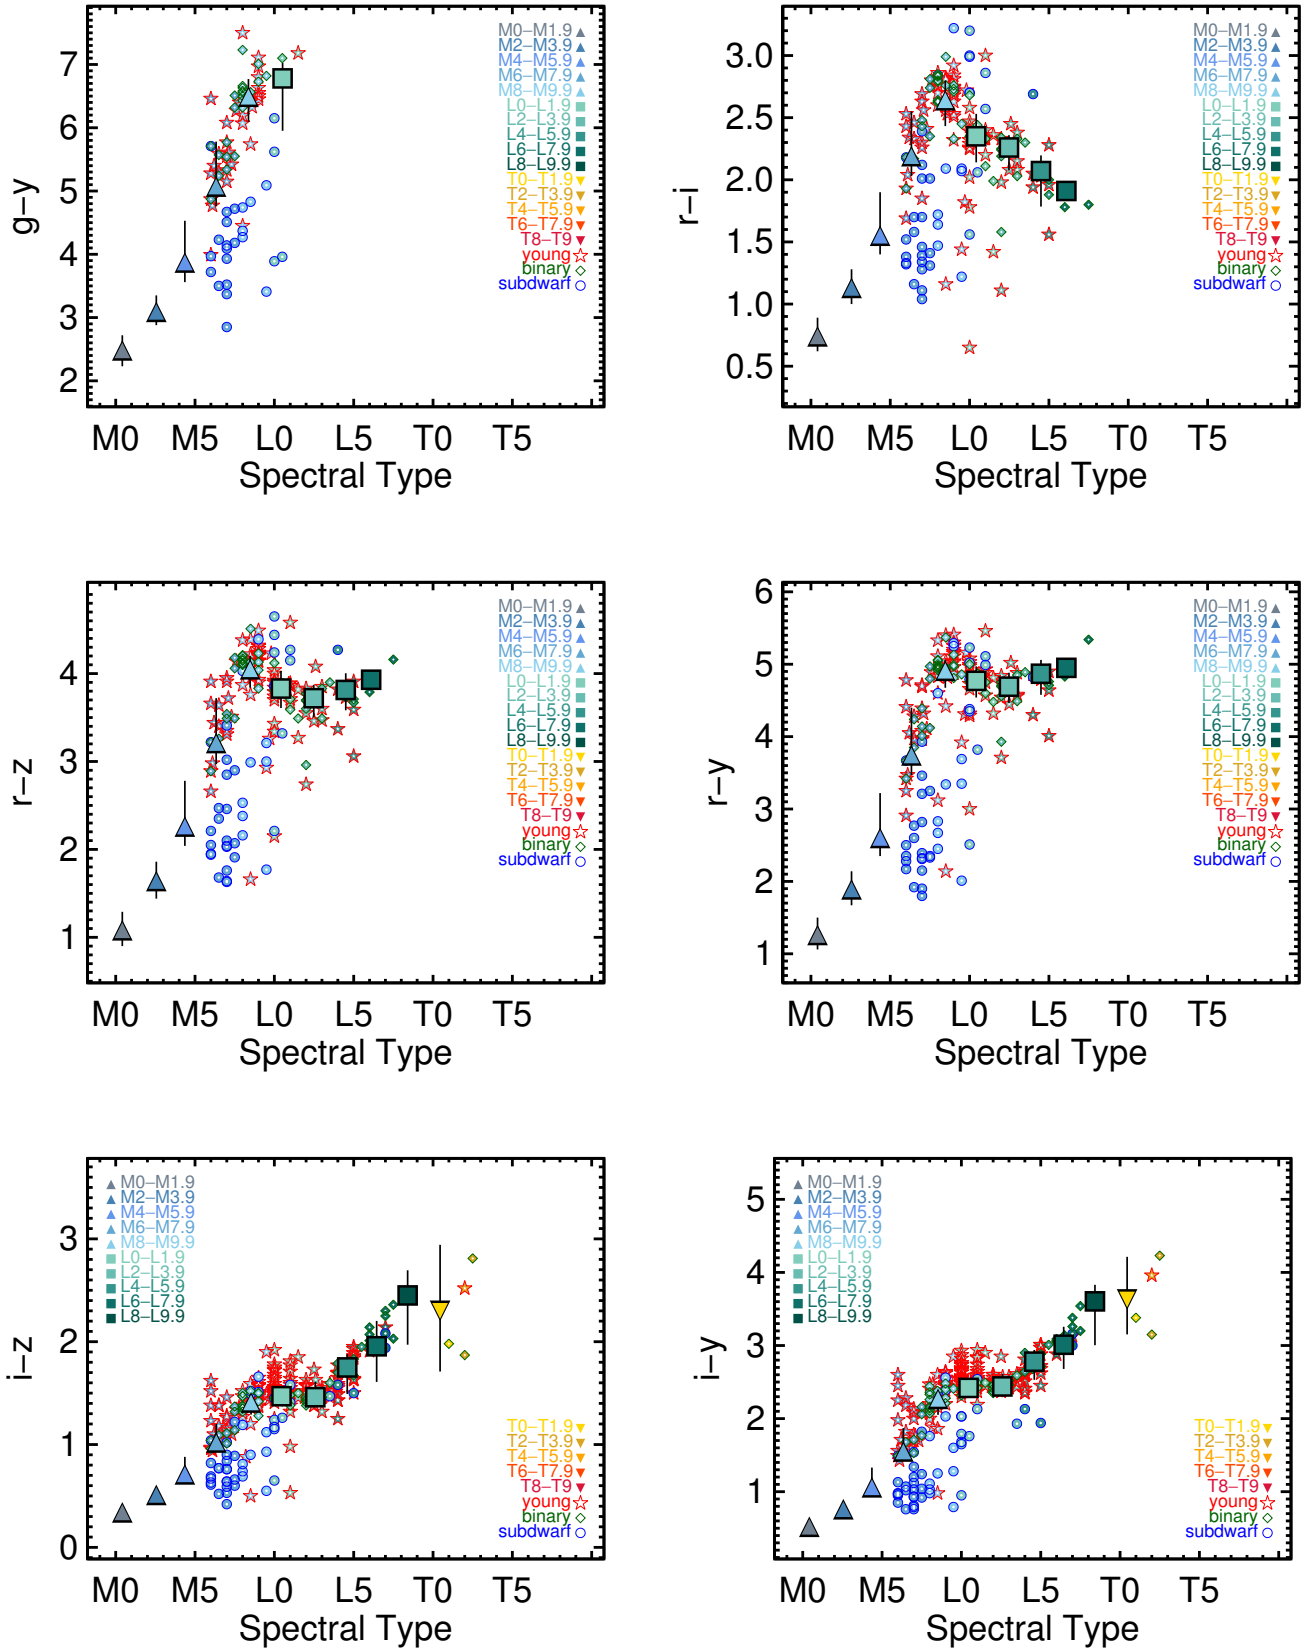 g−y
7
6
5
4
3
2
M0−M1.9
M2−M3.9
M4−M5.9
M6−M7.9
M8−M9.9
L0−L1.9
L2−L3.9
L4−L5.9
L6−L7.9
L8−L9.9
T0−T1.9
T2−T3.9
T4−T5.9
T6−T7.9
T8−T9
young
binary
subdwarf
M0 M5 L0 L5 T0 T5
Spectral Type
r−i
3.0
2.5
2.0
1.5
1.0
0.5
M0−M1.9
M2−M3.9
M4−M5.9
M6−M7.9
M8−M9.9
L0−L1.9
L2−L3.9
L4−L5.9
L6−L7.9
L8−L9.9
T0−T1.9
T2−T3.9
T4−T5.9
T6−T7.9
T8−T9
young
binary
subdwarf
M0 M5 L0 L5 T0 T5
Spectral Type
r−z
4
3
2
1
M0−M1.9
M2−M3.9
M4−M5.9
M6−M7.9
M8−M9.9
L0−L1.9
L2−L3.9
L4−L5.9
L6−L7.9
L8−L9.9
T0−T1.9
T2−T3.9
T4−T5.9
T6−T7.9
T8−T9
young
binary
subdwarf
M0 M5 L0 L5 T0 T5
Spectral Type
r−y
6
5
4
3
2
1
M0−M1.9
M2−M3.9
M4−M5.9
M6−M7.9
M8−M9.9
L0−L1.9
L2−L3.9
L4−L5.9
L6−L7.9
L8−L9.9
T0−T1.9
T2−T3.9
T4−T5.9
T6−T7.9
T8−T9
young
binary
subdwarf
M0 M5 L0 L5 T0 T5
Spectral Type
i−z
3
2
1
0
M0−M1.9
M2−M3.9
M4−M5.9
M6−M7.9
M8−M9.9
L0−L1.9
L2−L3.9
L4−L5.9
L6−L7.9
L8−L9.9
T0−T1.9
T2−T3.9
T4−T5.9
T6−T7.9
T8−T9
young
binary
subdwarf
M0 M5 L0 L5 T0 T5
Spectral Type
i−y
5
4
3
2
1
M0−M1.9
M2−M3.9
M4−M5.9
M6−M7.9
M8−M9.9
L0−L1.9
L2−L3.9
L4−L5.9
L6−L7.9
L8−L9.9
T0−T1.9
T2−T3.9
T4−T5.9
T6−T7.9
T8−T9
young
binary
subdwarf
M0 M5 L0 L5 T0 T5
Spectral Type